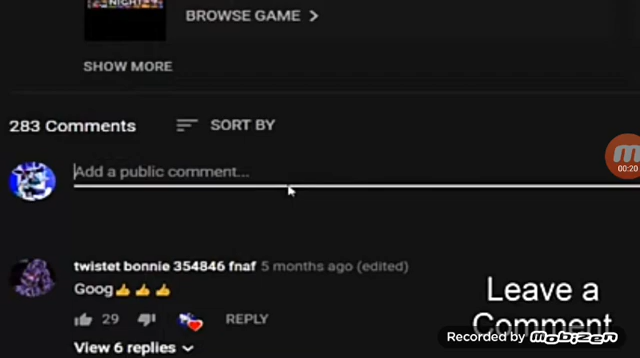 NIGHT
BROWSE GAME
SHOW MORE
283 Comments SORT BY
Add a public comment...
00:20
twistet bonnie 354846 fnaf 5 months ago (edited)
Goog👍👍👍
29 REPLY
View 6 replies
Leave a
Comment
Recorded by mobizen